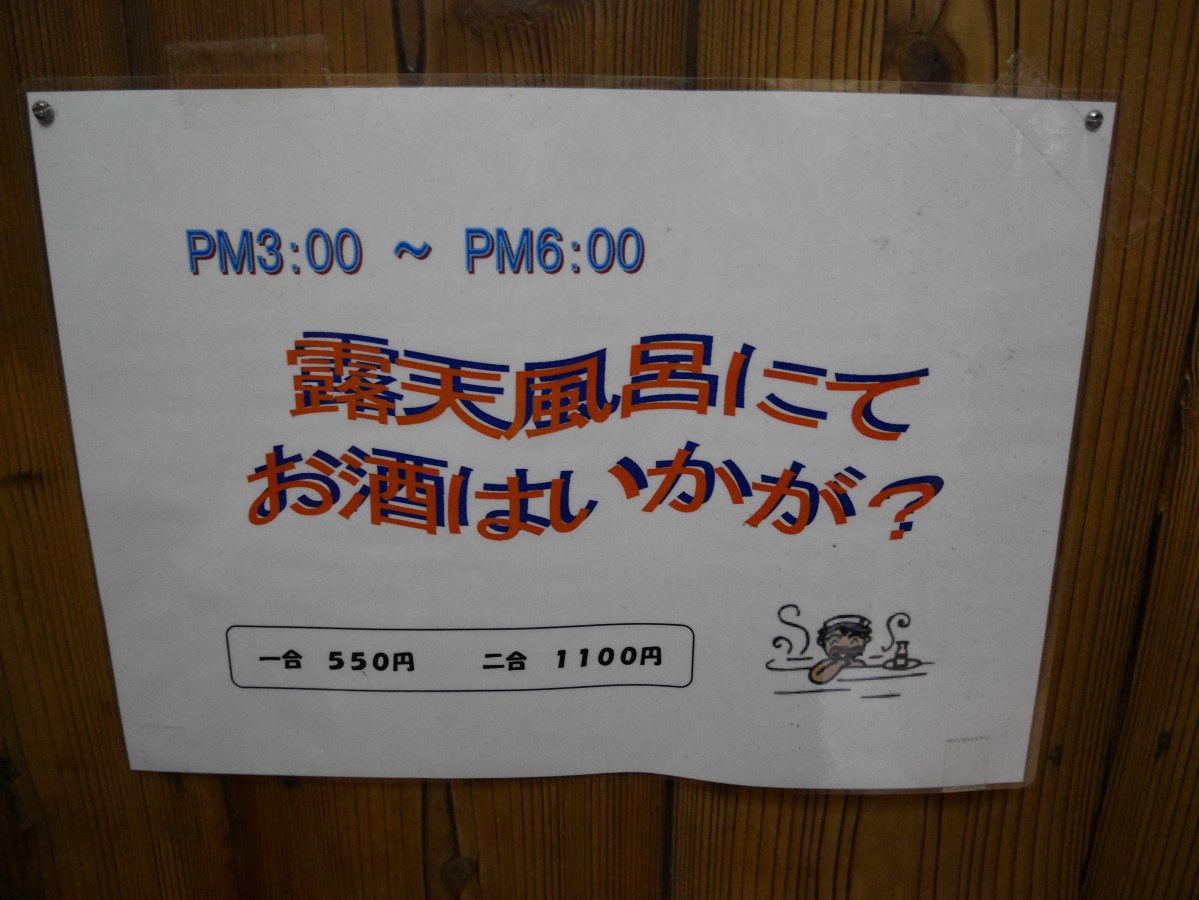 PM3:00 ～ PM6:00
露天風呂にて
お酒はいかが？
一合 550円 二合 1100円